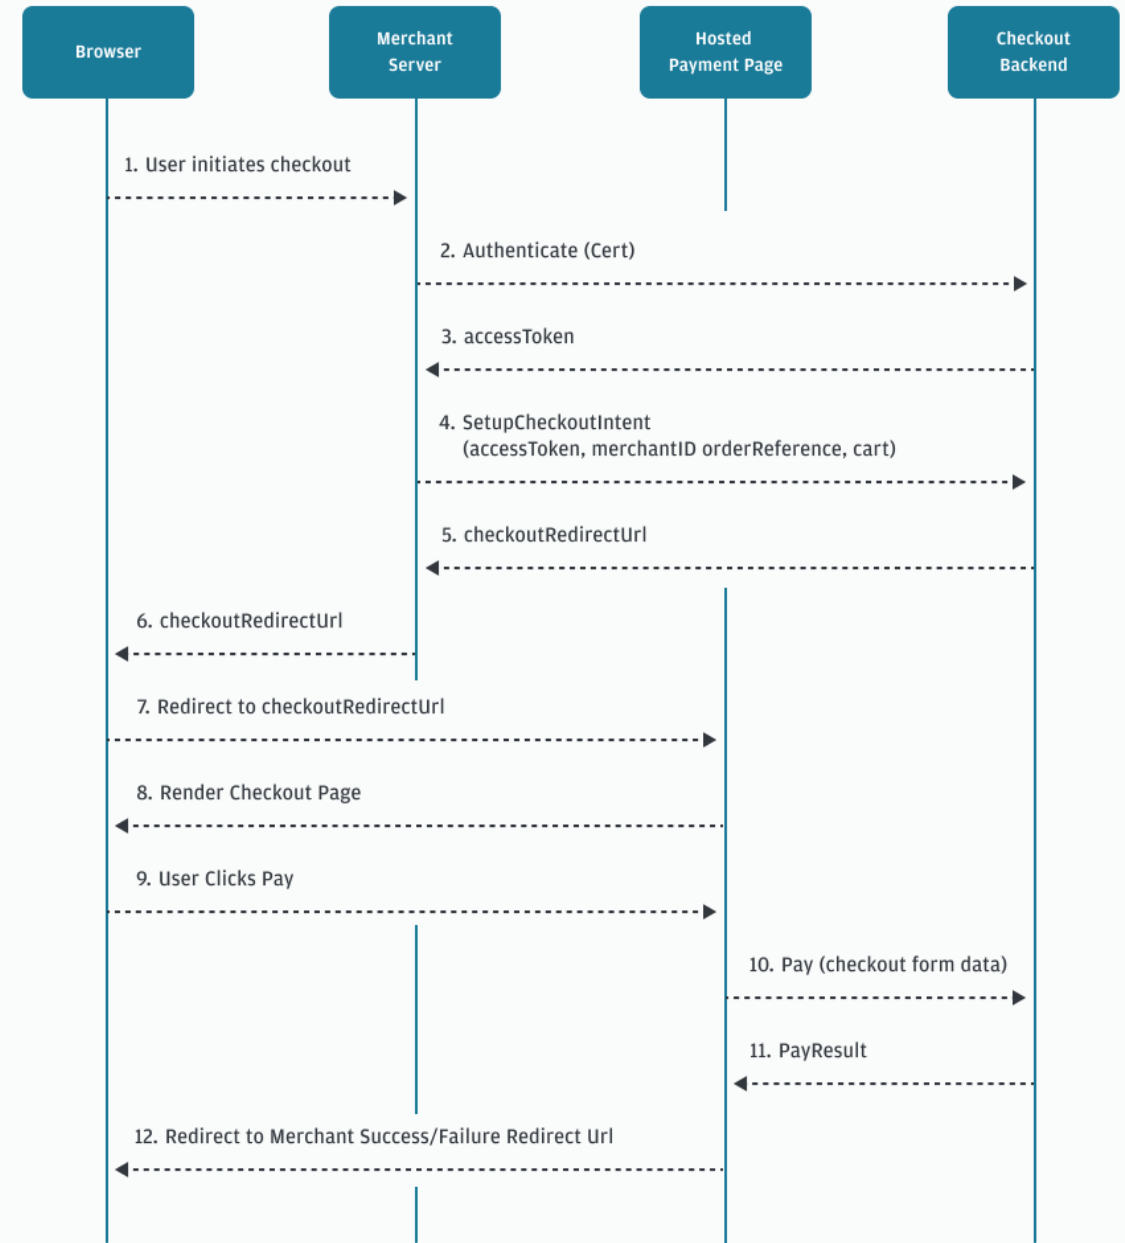 Browser
Merchant
Server
Hosted
Payment Page
Checkout
Backend
1. User initiates checkout
2. Authenticate (Cert)
3. accessToken
4. SetupCheckoutIntent
(accessToken, merchantID orderReference, cart)
5. checkoutRedirectUrl
6. checkoutRedirectUrl
7. Redirect to checkoutRedirectUrl
8. Render Checkout Page
9. User Clicks Pay
10. Pay (checkout form data)
11. PayResult
12. Redirect to Merchant Success/Failure Redirect Url